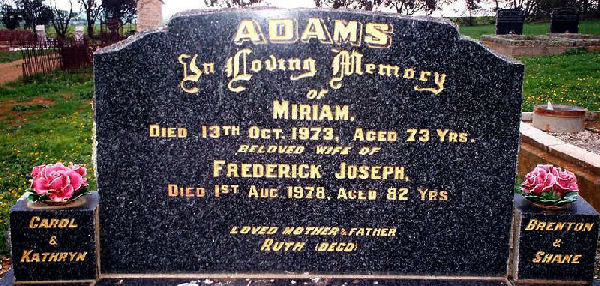 ADAMS
In Loving Memory
OF
MIRIAM.
DIED 13TH OCT. 1973, AGED 73 YRS.
BELOVED WIFE OF
FREDERICK JOSEPH.
DIED 1ST AUG. 1978, AGED 82 YRS
LOVED MOTHER & FATHER
RUTH (DECD)
CAROL
&
KATHRYN
BRENTON
&
SHANE